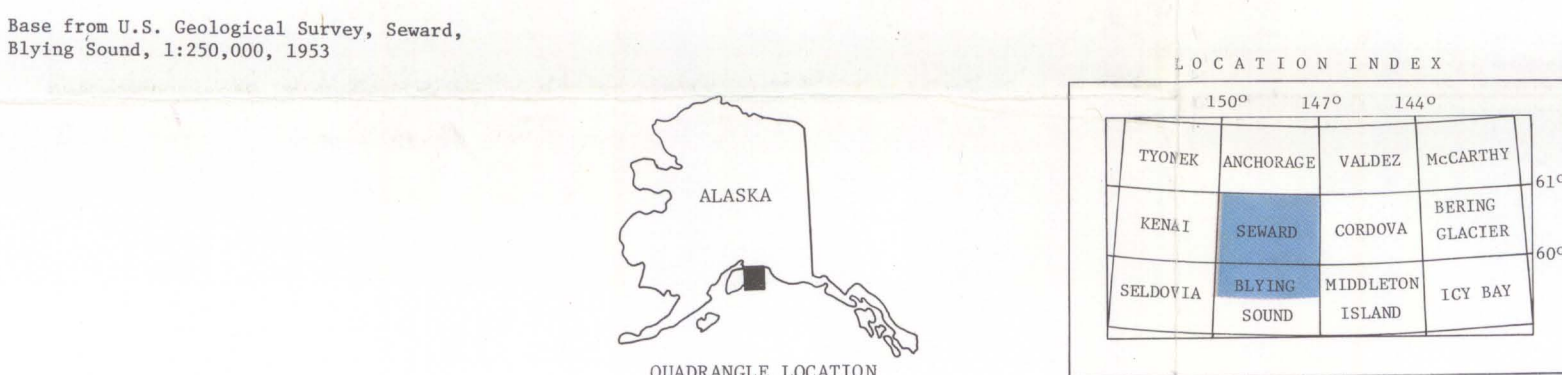 Base from U.S. Geological Survey, Seward,
Blying Sound, 1:250,000, 1953
LOCATION INDEX
150° 147° 144°
TYONEK ANCHORAGE VALDEZ McCARTHY
61°
KENAI SEWARD CORDOVA BERING GLACIER
60°
SELDOVIA BLYING SOUND MIDDLETON ISLAND ICY BAY
ALASKA
QUADRANGLE LOCATION